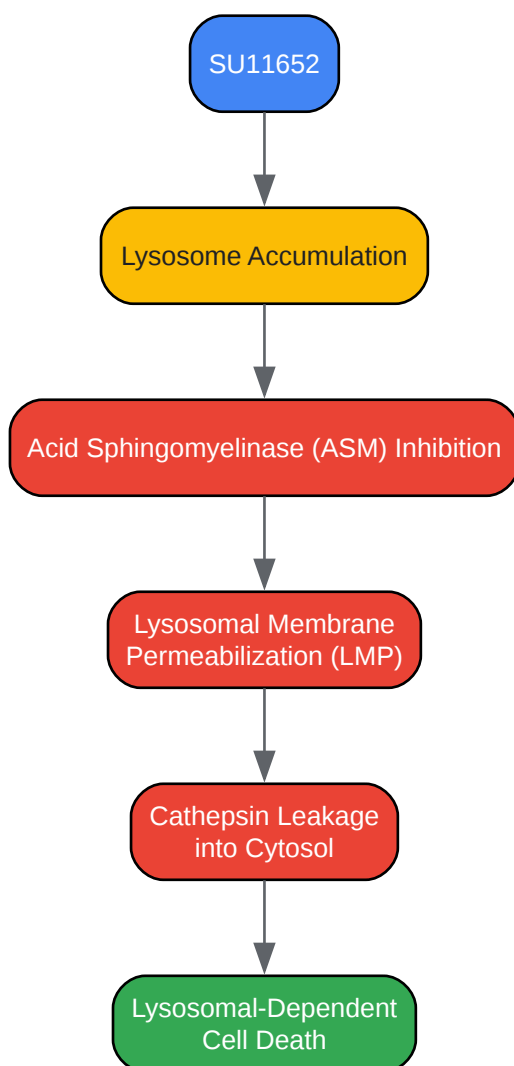 SU11652
Lysosome Accumulation
Acid Sphingomyelinase (ASM) Inhibition
Lysosomal Membrane
Permeabilization (LMP)
Cathepsin Leakage
into Cytosol
Lysosomal-Dependent
Cell Death